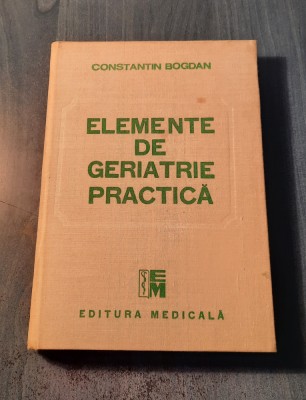 CONSTANTIN BOGDAN
ELEMENTE
DE
GERIATRIE
PRACTICĂ
EM
EDITURA MEDICALĂ